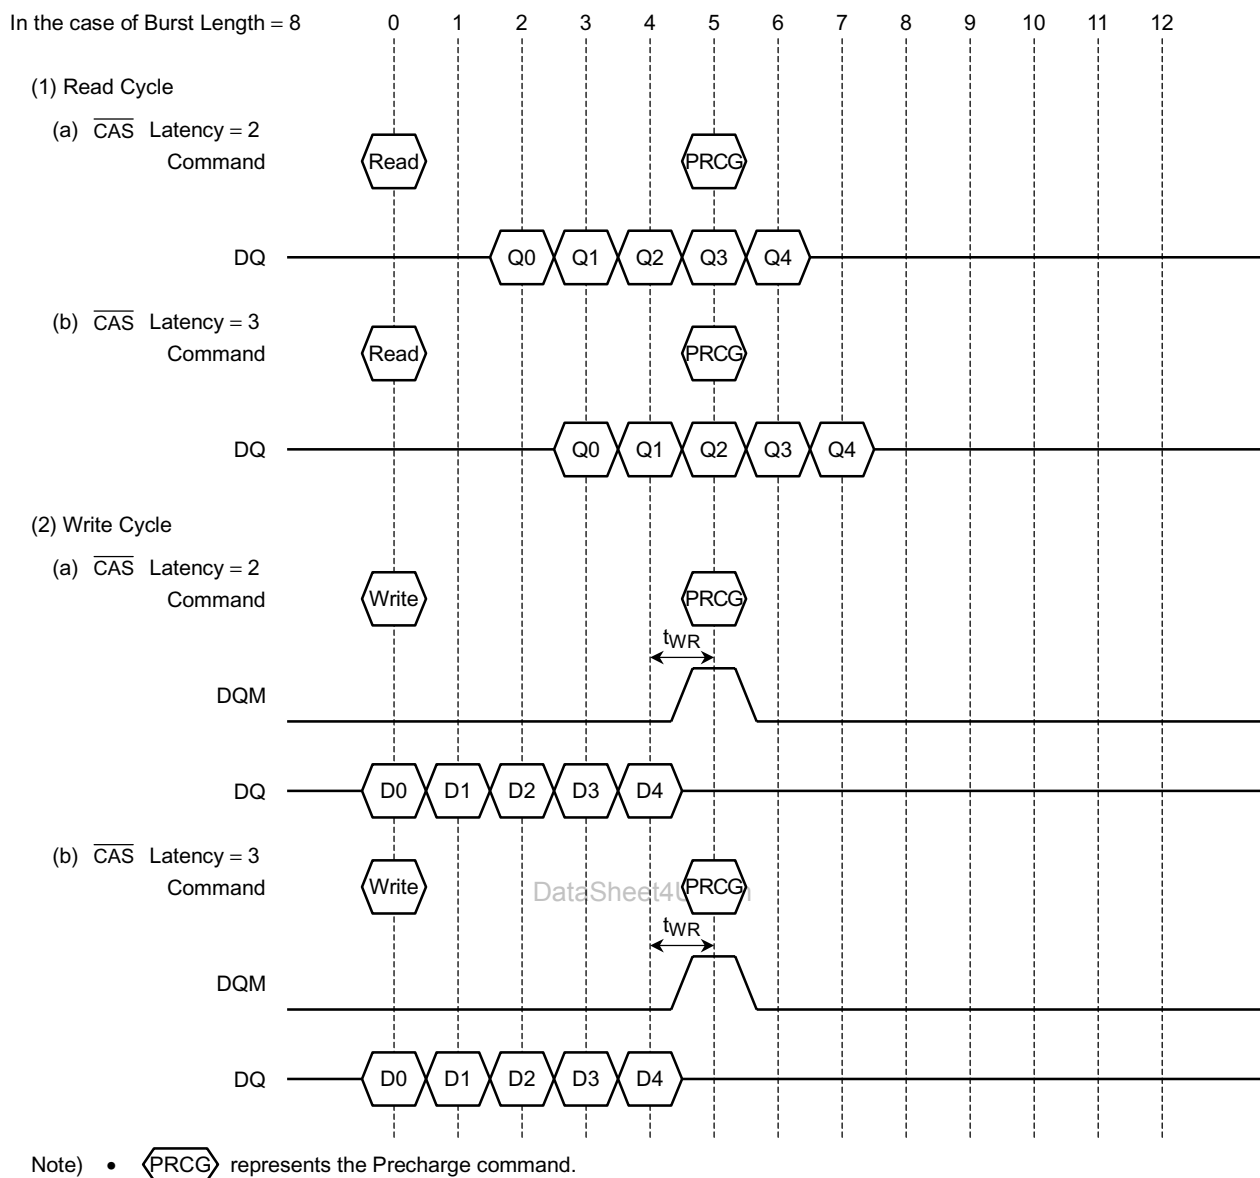 In the case of Burst Length = 8 0 1 2 3 4 5 6 7 8 9 10 11 12
(1) Read Cycle
(a) CAS Latency = 2
Command Read PRCG
DQ Q0 Q1 Q2 Q3 Q4
(b) CAS Latency = 3
Command Read PRCG
DQ Q0 Q1 Q2 Q3 Q4
(2) Write Cycle
(a) CAS Latency = 2
Command Write PRCG
tWR
DQM
DQ D0 D1 D2 D3 D4
(b) CAS Latency = 3
Command Write PRCG
tWR
DQM
DQ D0 D1 D2 D3 D4
Note) • PRCG represents the Precharge command.